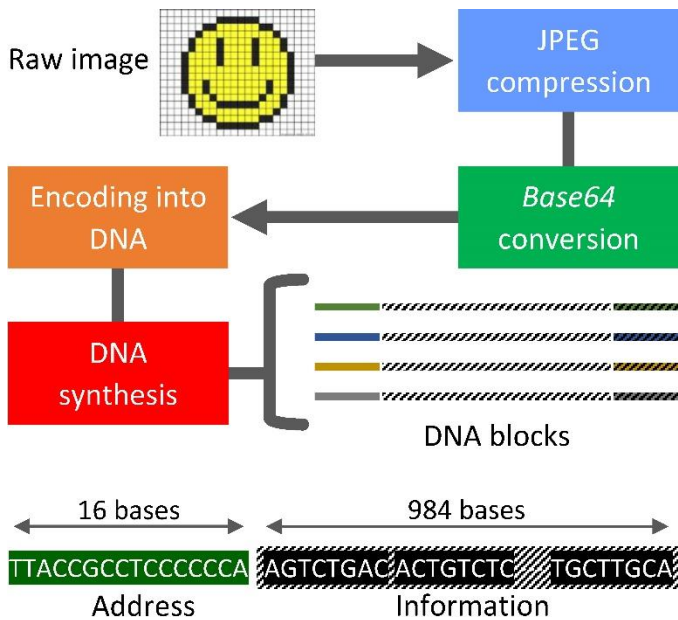 Raw image
JPEG
compression
Encoding into
DNA
Base64
conversion
DNA
synthesis
DNA blocks
16 bases
984 bases
TTACCGCCTCCCCCCA
AGTCTGAC ACTGTCTC TGCTTGCA
Address
Information